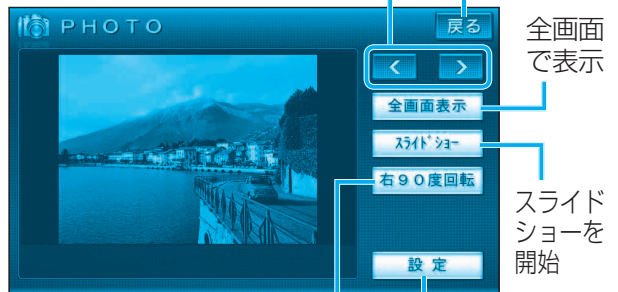 PHOTO
戻る
<
>
全画面表示
ｽﾗｲﾄﾞｼｮｰ
右９０度回転
設 定
全画面
で表示
スライド
ショーを
開始